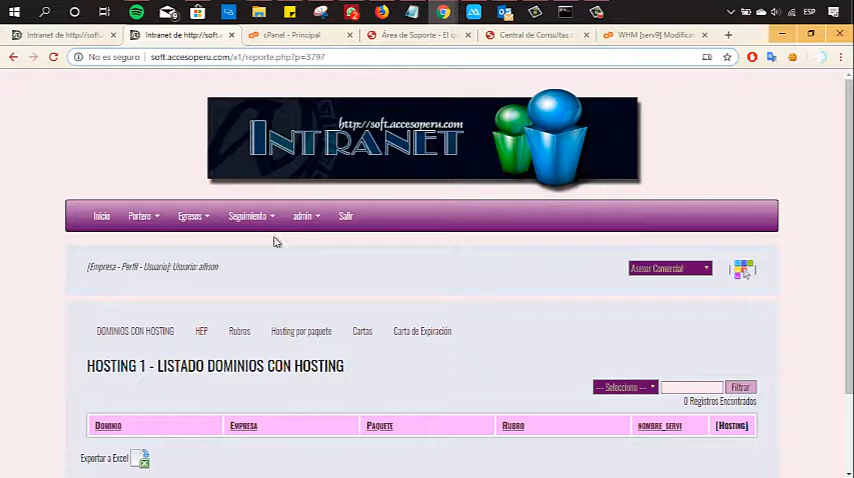 Intranet de http://soft.
Intranet de http://soft.
cPanel - Principal
Área de Soporte - El q
Central de Consultas :
WHM [serv9] Modifica
ESP
No es seguro | soft.accesoperu.com/x1/reporte.php?p=3797
http://soft.accesoperu.com
INTRANET
Inicio Portero Egresos Seguimiento admin Salir
[Empresa - Perfil - Usuario]: Usuario: allison
Asesor Comercial
DOMINIOS CON HOSTING HEP Rubros Hosting por paquete Cartas Carta de Expiración
HOSTING 1 - LISTADO DOMINIOS CON HOSTING
--- Seleccione --- Filtrar
0 Registros Encontrados
DOMINIO EMPRESA PAQUETE RUBRO NOMBRE_SERVI [HOSTING]
Exportar a Excel